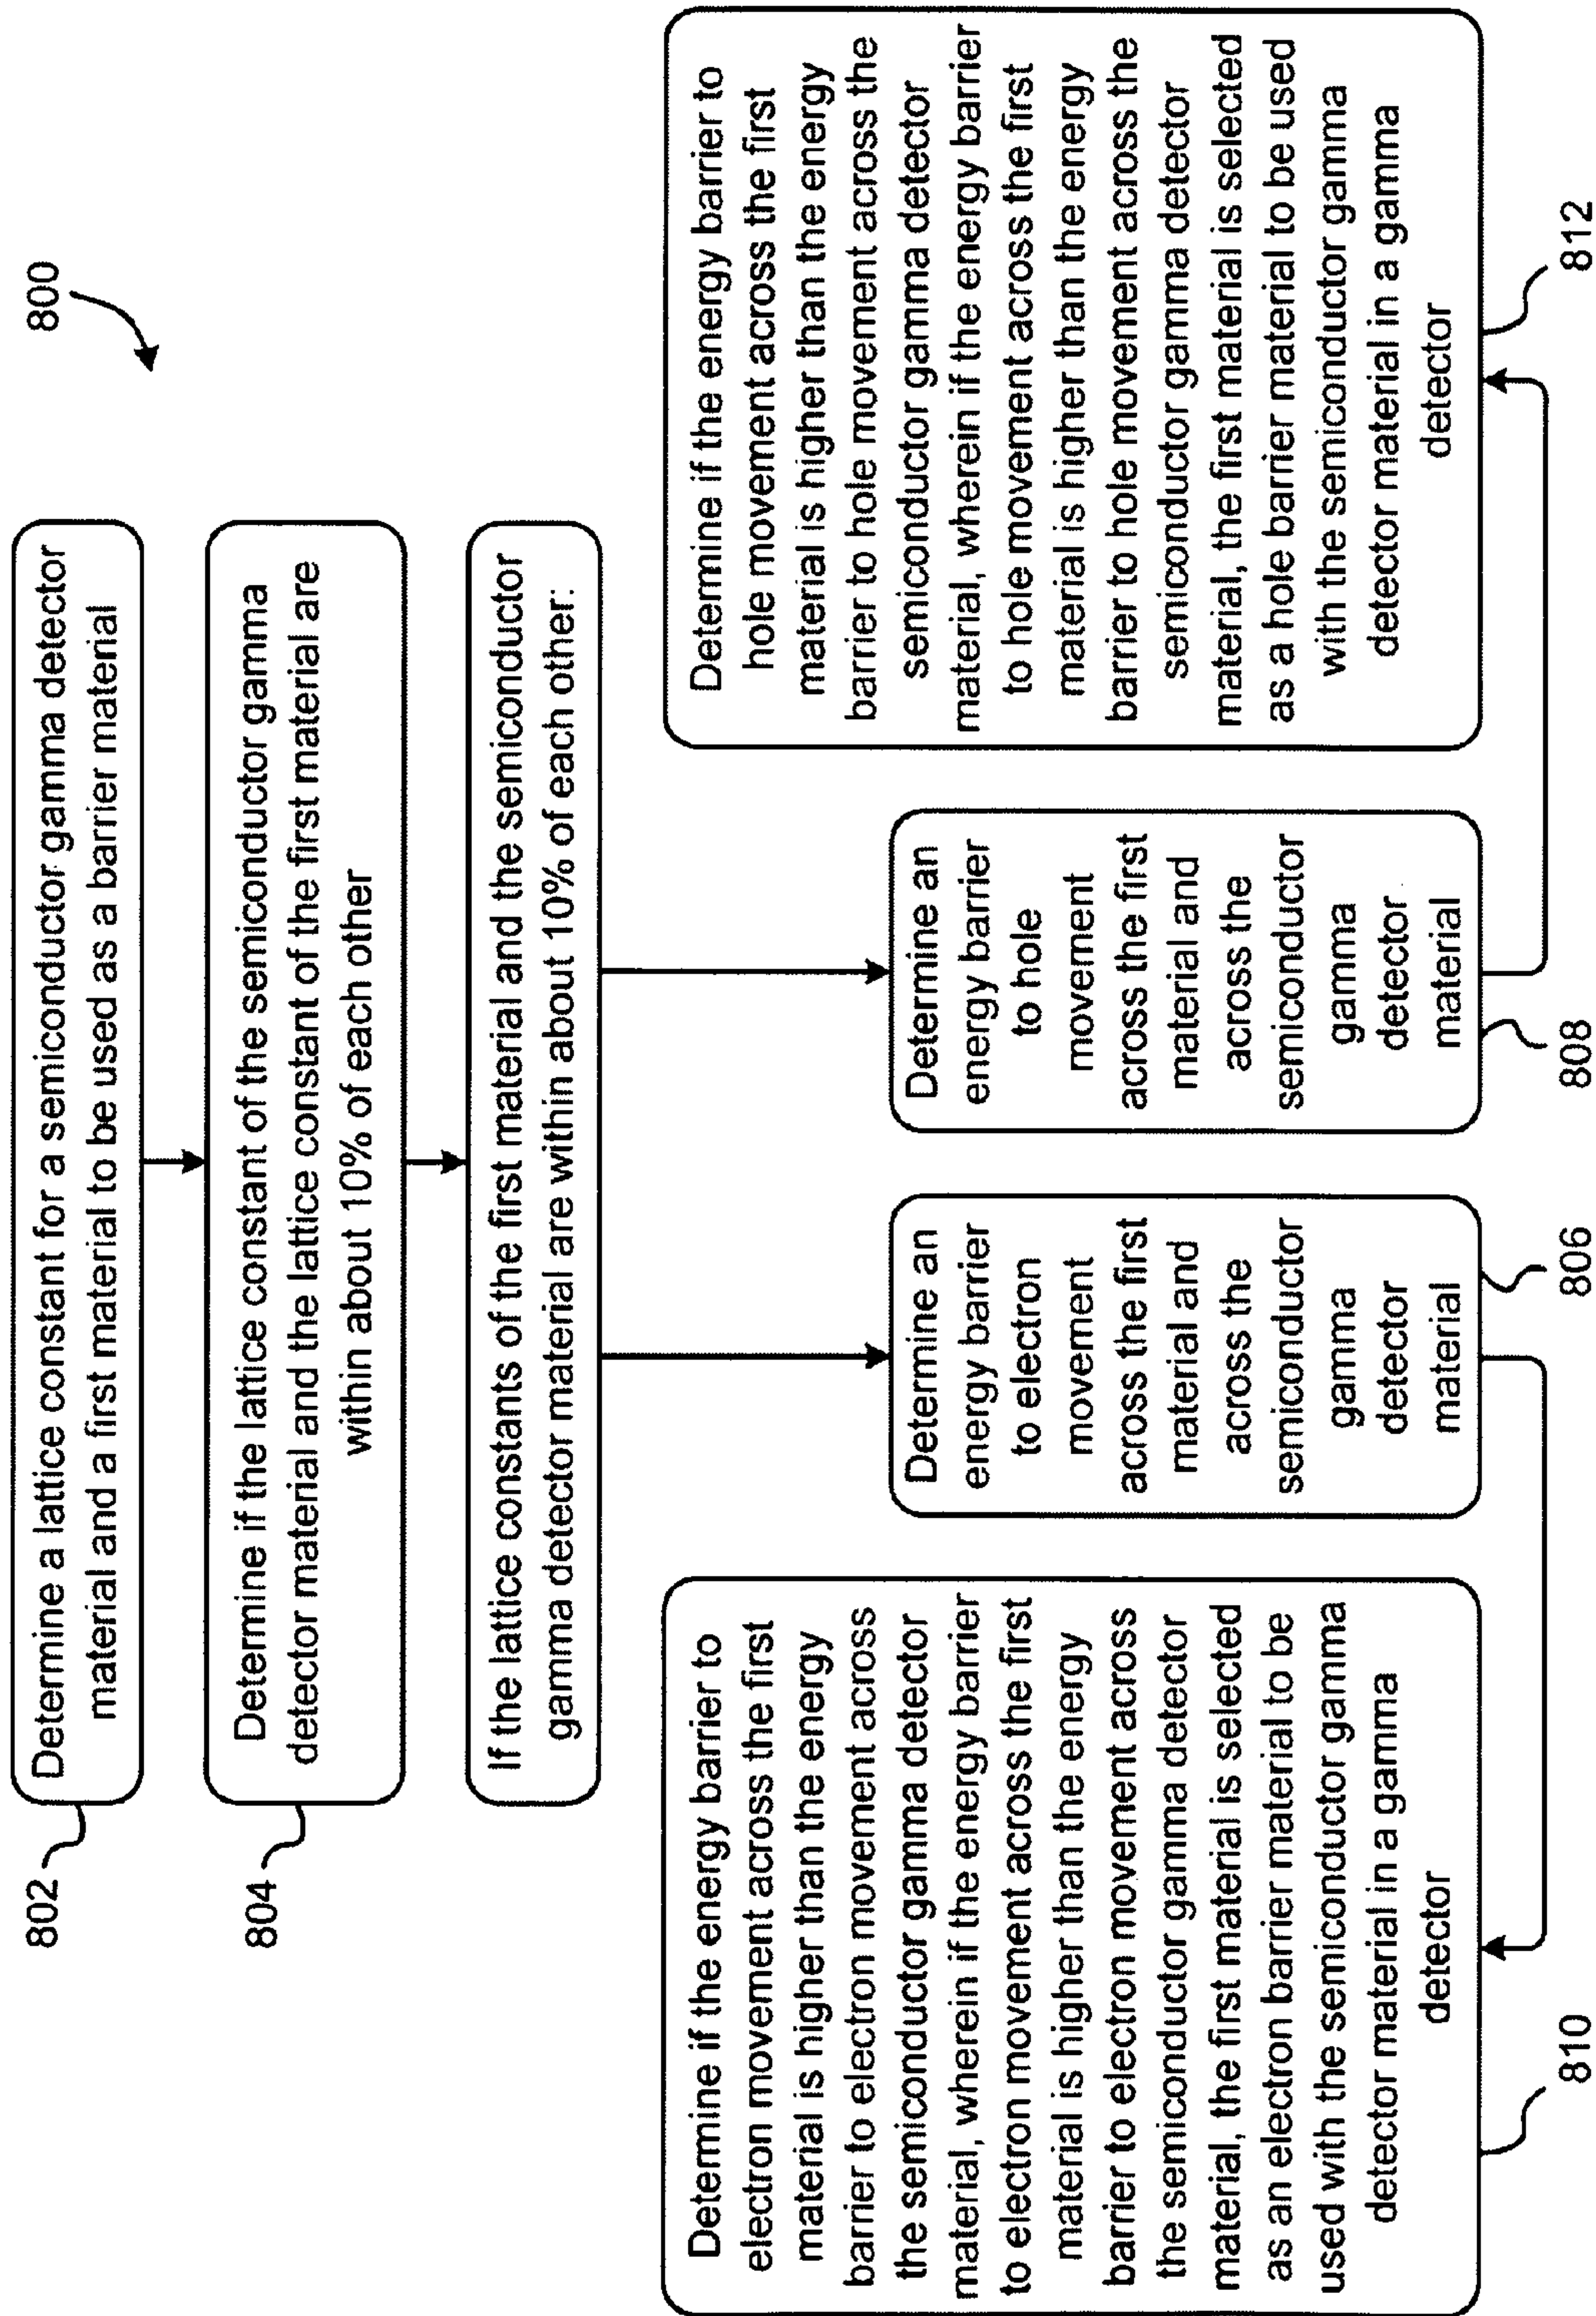 800
802
Determine a lattice constant for a semiconductor gamma detector
material and a first material to be used as a barrier material
804
Determine if the lattice constant of the semiconductor gamma
detector material and the lattice constant of the first material are
within about 10% of each other
If the lattice constants of the first material and the semiconductor
gamma detector material are within about 10% of each other:
Determine if the energy barrier to
electron movement across the first
material is higher than the energy
barrier to electron movement across
the semiconductor gamma detector
material, wherein if the energy barrier
to electron movement across the first
material is higher than the energy
barrier to electron movement across
the semiconductor gamma detector
material, the first material is selected
as an electron barrier material to be
used with the semiconductor gamma
detector material in a gamma
detector
810
Determine an
energy barrier
to electron
movement
across the first
material and
across the
semiconductor
gamma
detector
material
806
Determine an
energy barrier
to hole
movement
across the first
material and
across the
semiconductor
gamma
detector
material
808
Determine if the energy barrier to
hole movement across the first
material is higher than the energy
barrier to hole movement across the
semiconductor gamma detector
material, wherein if the energy barrier
to hole movement across the first
material is higher than the energy
barrier to hole movement across the
semiconductor gamma detector
material, the first material is selected
as a hole barrier material to be used
with the semiconductor gamma
detector material in a gamma
detector
812